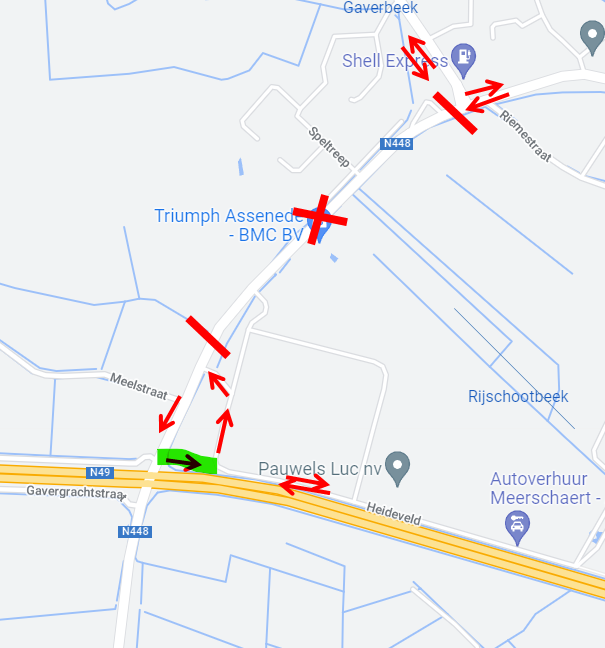 Gaverbeek
Shell Express
Riemestraat
Speltreep
N448
Triumph Assenede
- BMC BV
Meelstraat
Rijschootbeek
N49
Pauwels Luc nv
Gavergrachtstraat
Heideveld
Autoverhuur
Meerschaert -
N448